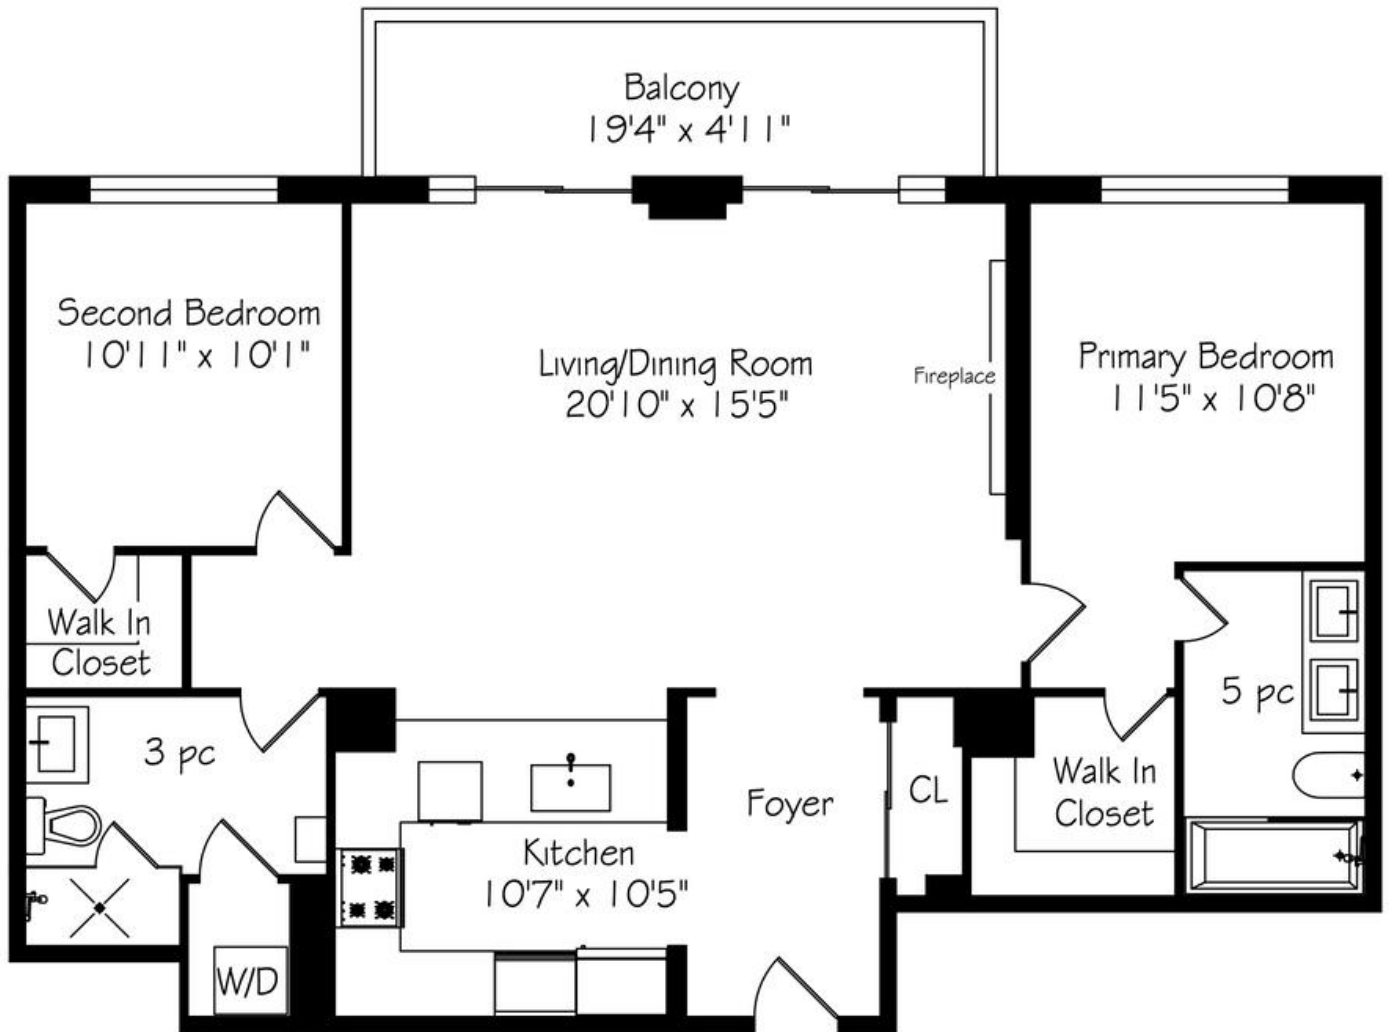 Balcony
19'4" x 4'11"
Second Bedroom
10'11" x 10'1"
Living/Dining Room
20'10" x 15'5"
Fireplace
Primary Bedroom
11'5" x 10'8"
Walk In
Closet
3 pc
5 pc
Walk In
Closet
CL
Foyer
Kitchen
10'7" x 10'5"
W/D